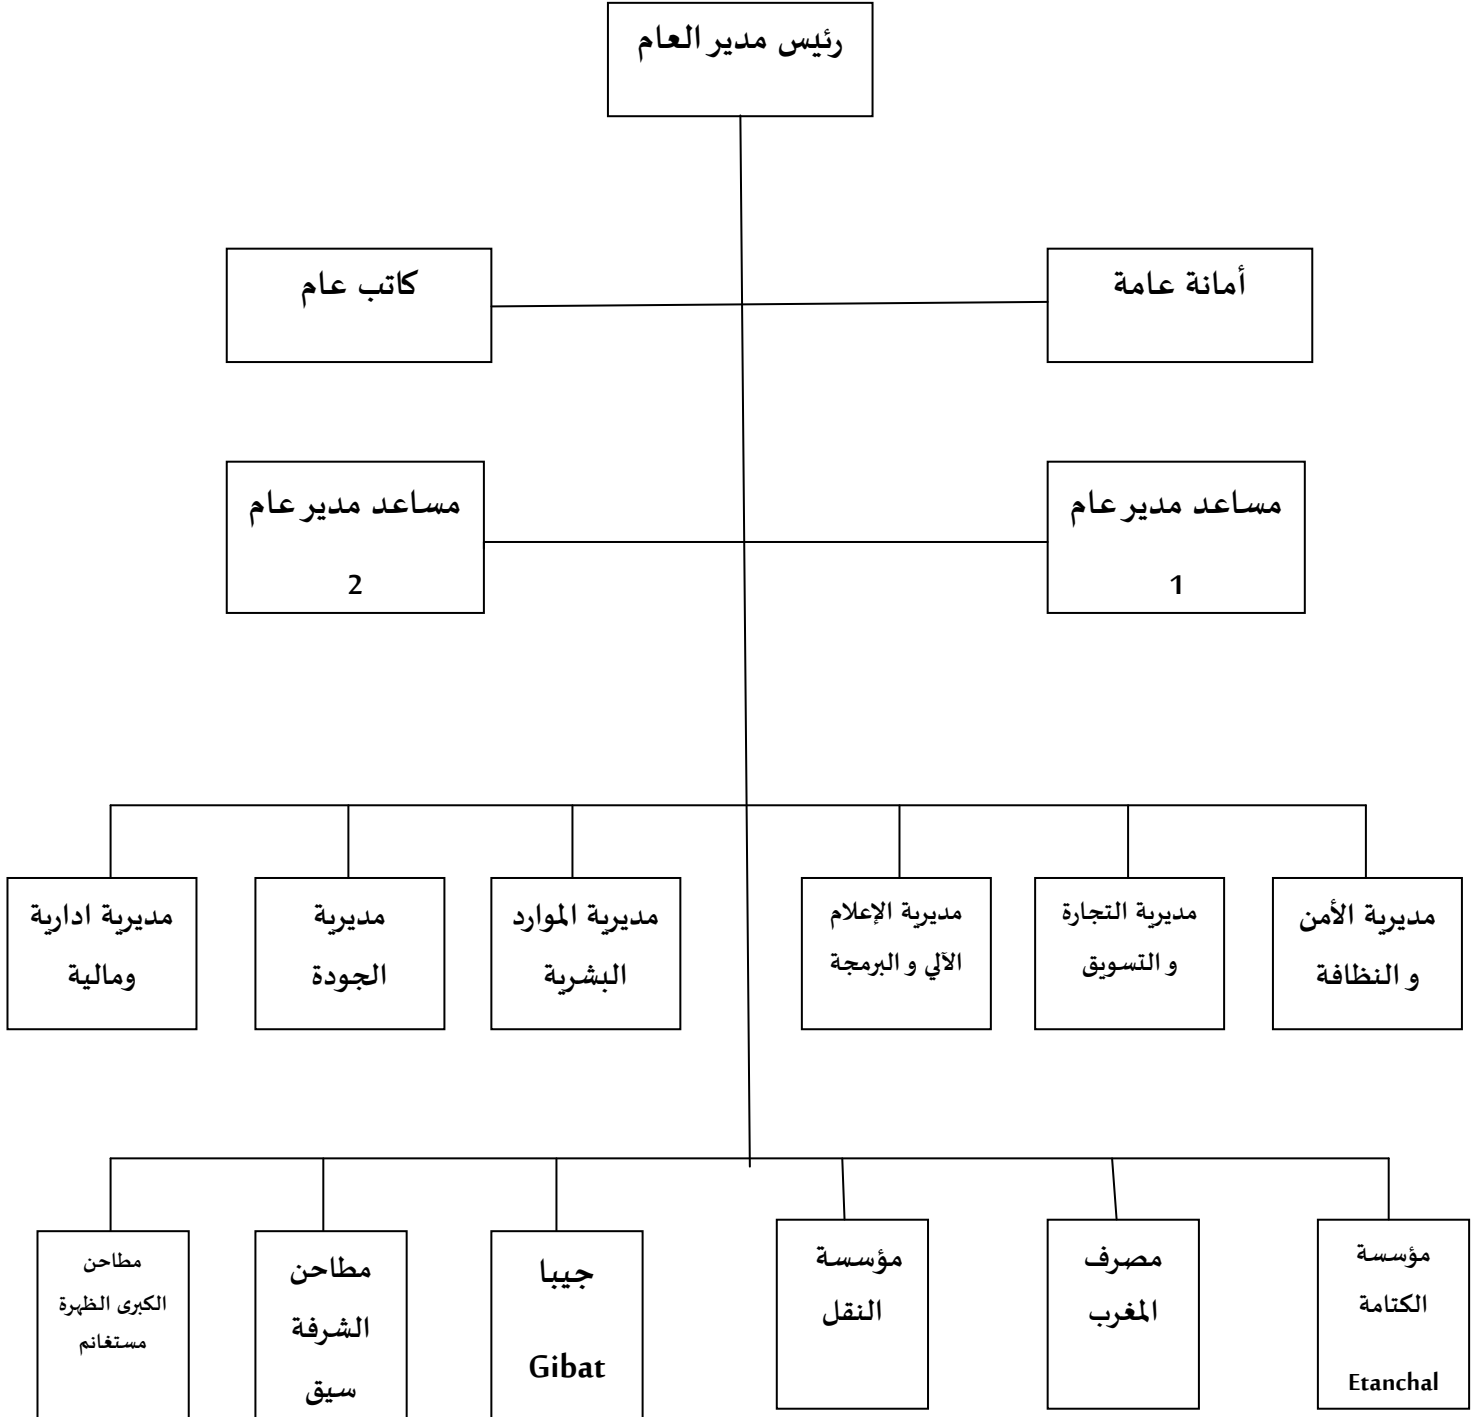 رئيس مدير العام
أمانة عامة
كاتب عام
مساعد مدير عام
1
مساعد مدير عام
2
مديرية الأمن
و النظافة
مديرية التجارة
و التسويق
مديرية الإعلام
الآلي و البرمجة
مديرية الموارد
البشرية
مديرية
الجودة
مديرية ادارية
ومالية
مؤسسة
الكتامة
Etanchal
مصرف
المغرب
مؤسسة
النقل
جيبا
Gibat
مطاحن
الشرفة
سيق
مطاحن
الكبرى الظهرة
مستغانم